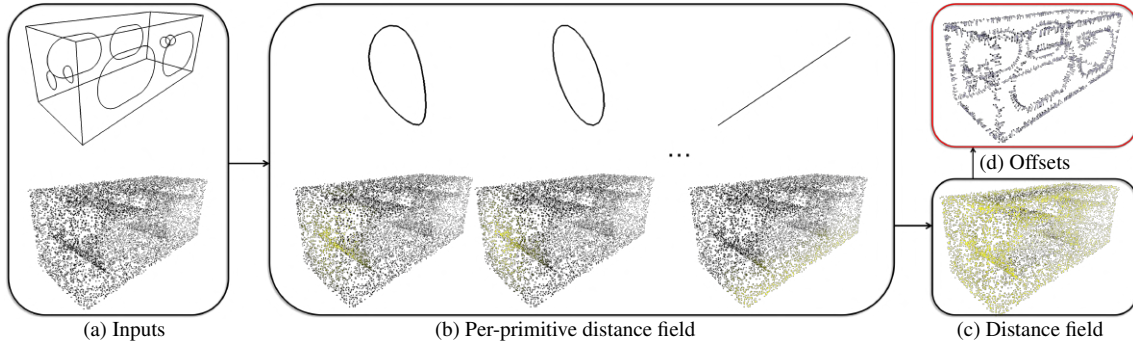 ...
(d) Offsets
(a) Inputs
(b) Per-primitive distance field
(c) Distance field